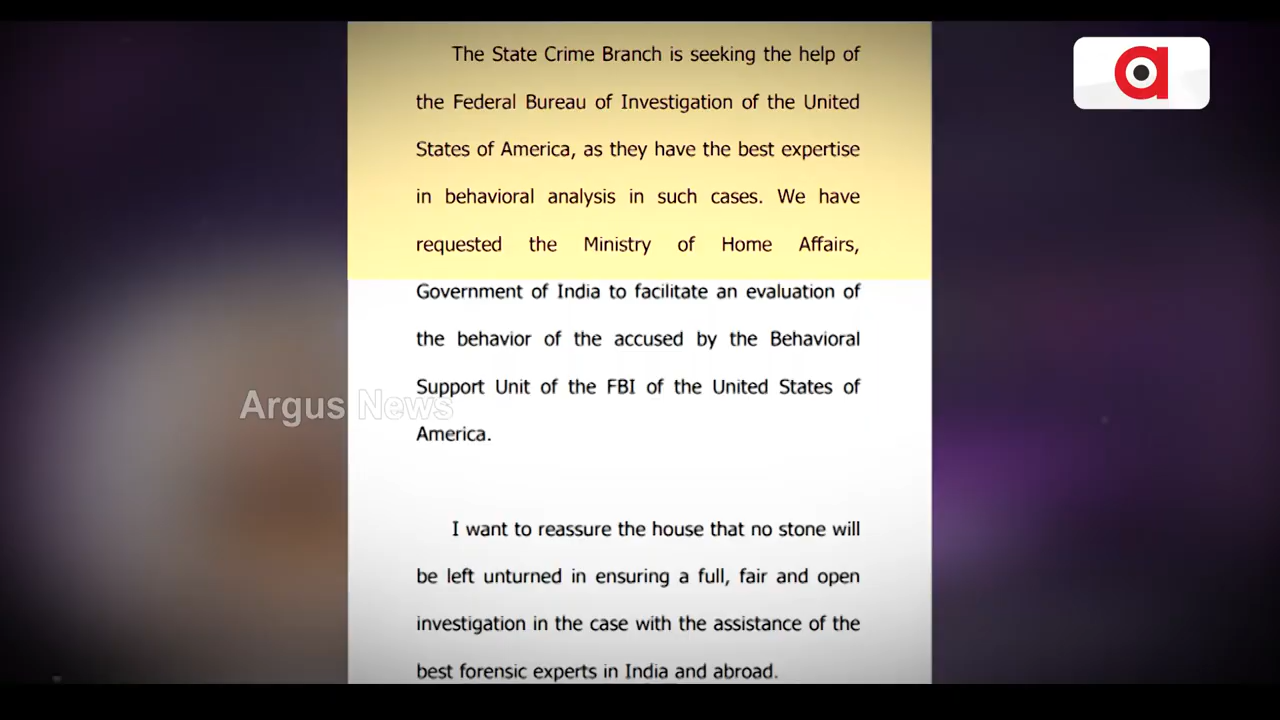 The State Crime Branch is seeking the help of
the Federal Bureau of Investigation of the United
States of America, as they have the best expertise
in behavioral analysis in such cases. We have
requested the Ministry of Home Affairs,
Government of India to facilitate an evaluation of
the behavior of the accused by the Behavioral
Support Unit of the FBI of the United States of
America.
Argus News
I want to reassure the house that no stone will
be left unturned in ensuring a full, fair and open
investigation in the case with the assistance of the
best forensic experts in India and abroad.
a